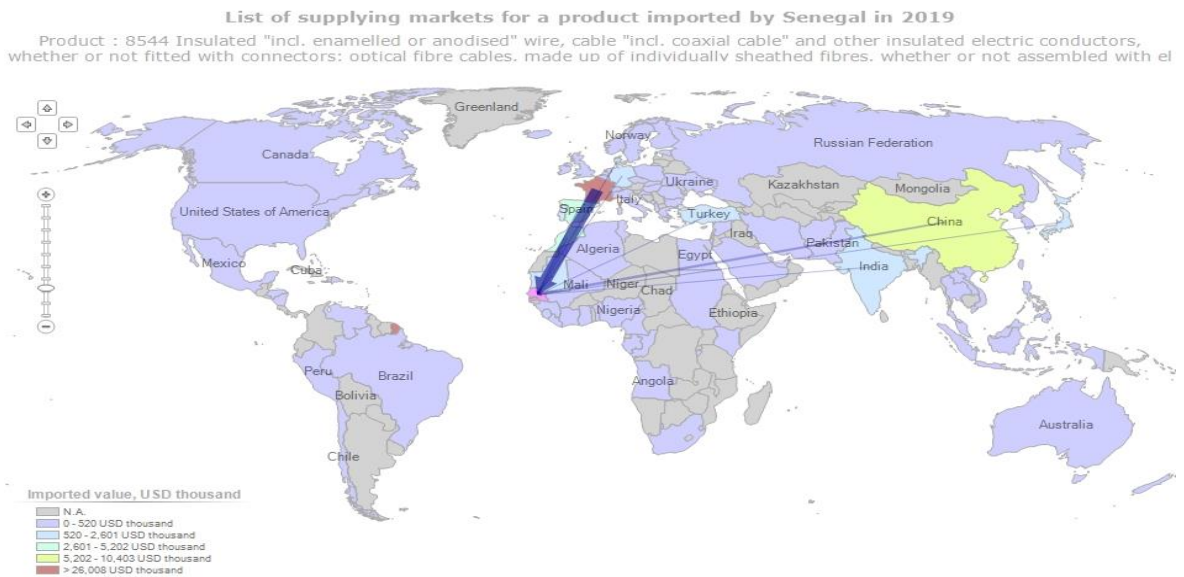 List of supplying markets for a product imported by Senegal in 2019
Product : 8544 Insulated "incl. enamelled or anodised" wire, cable "incl. coaxial cable" and other insulated electric conductors,
whether or not fitted with connectors; optical fibre cables, made up of individually sheathed fibres, whether or not assembled with el
Greenland
Norway
Russian Federation
Canada
Ukraine
Kazakhstan
Mongolia
Italy
Spain
United States of America
Turkey
China
Iraq
Algeria
Pakistan
Egypt
Mexico
Cuba
India
Mali
Niger
Chad
Nigeria
Ethiopia
Peru
Brazil
Angola
Bolivia
Australia
Chile
Imported value, USD thousand
N.A.
0 - 520 USD thousand
520 - 2,601 USD thousand
2,601 - 5,202 USD thousand
5,202 - 10,403 USD thousand
> 26,008 USD thousand